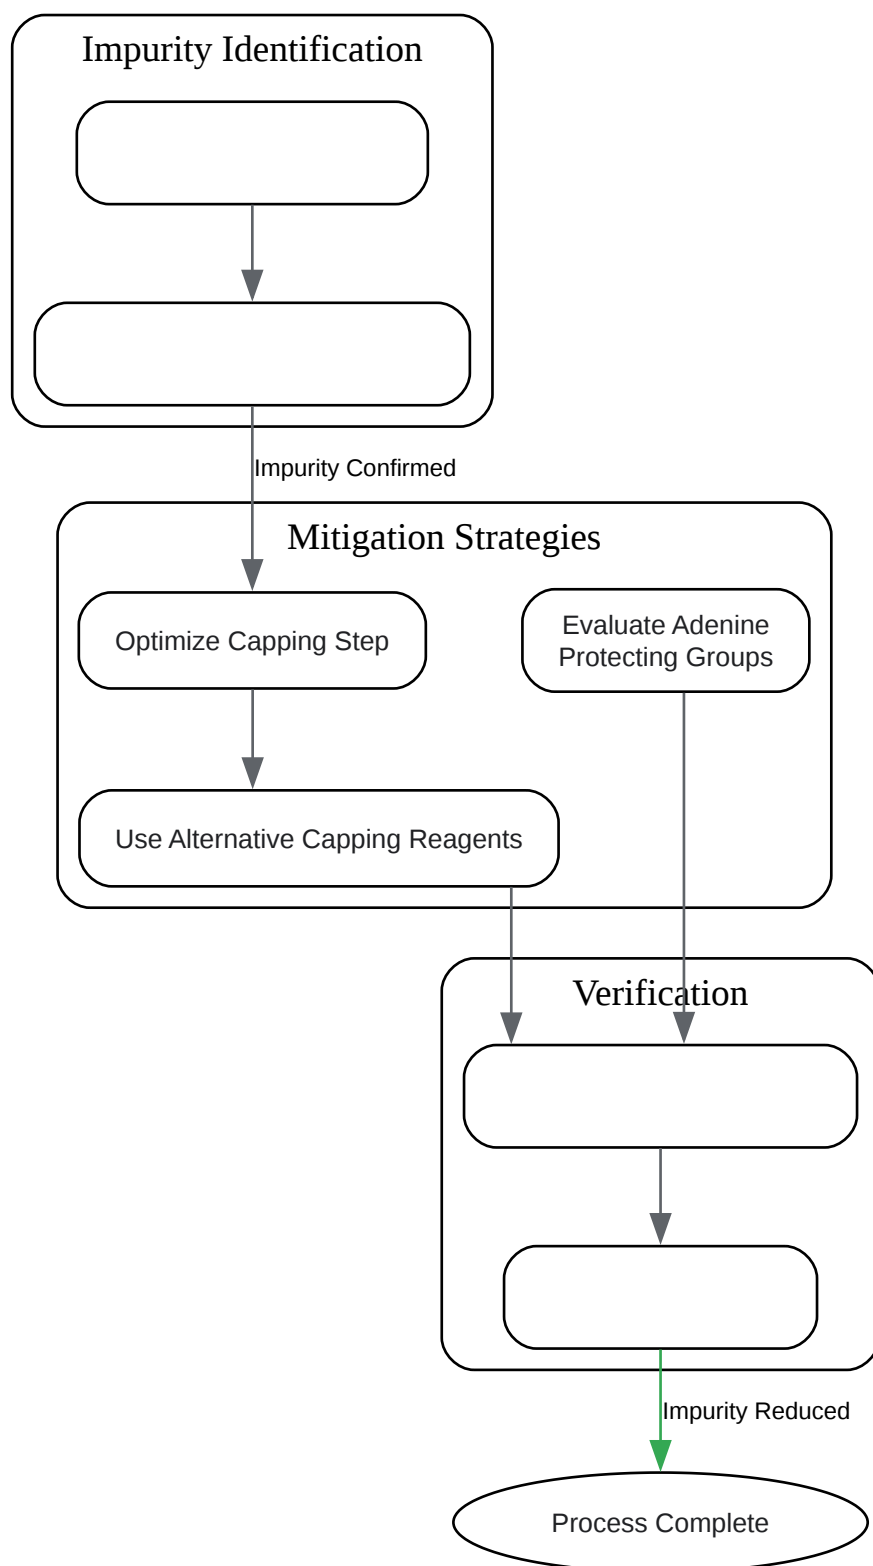 Impurity Identification
Impurity Confirmed
Mitigation Strategies
Optimize Capping Step
Evaluate Adenine
Protecting Groups
Use Alternative Capping Reagents
Verification
Impurity Reduced
Process Complete